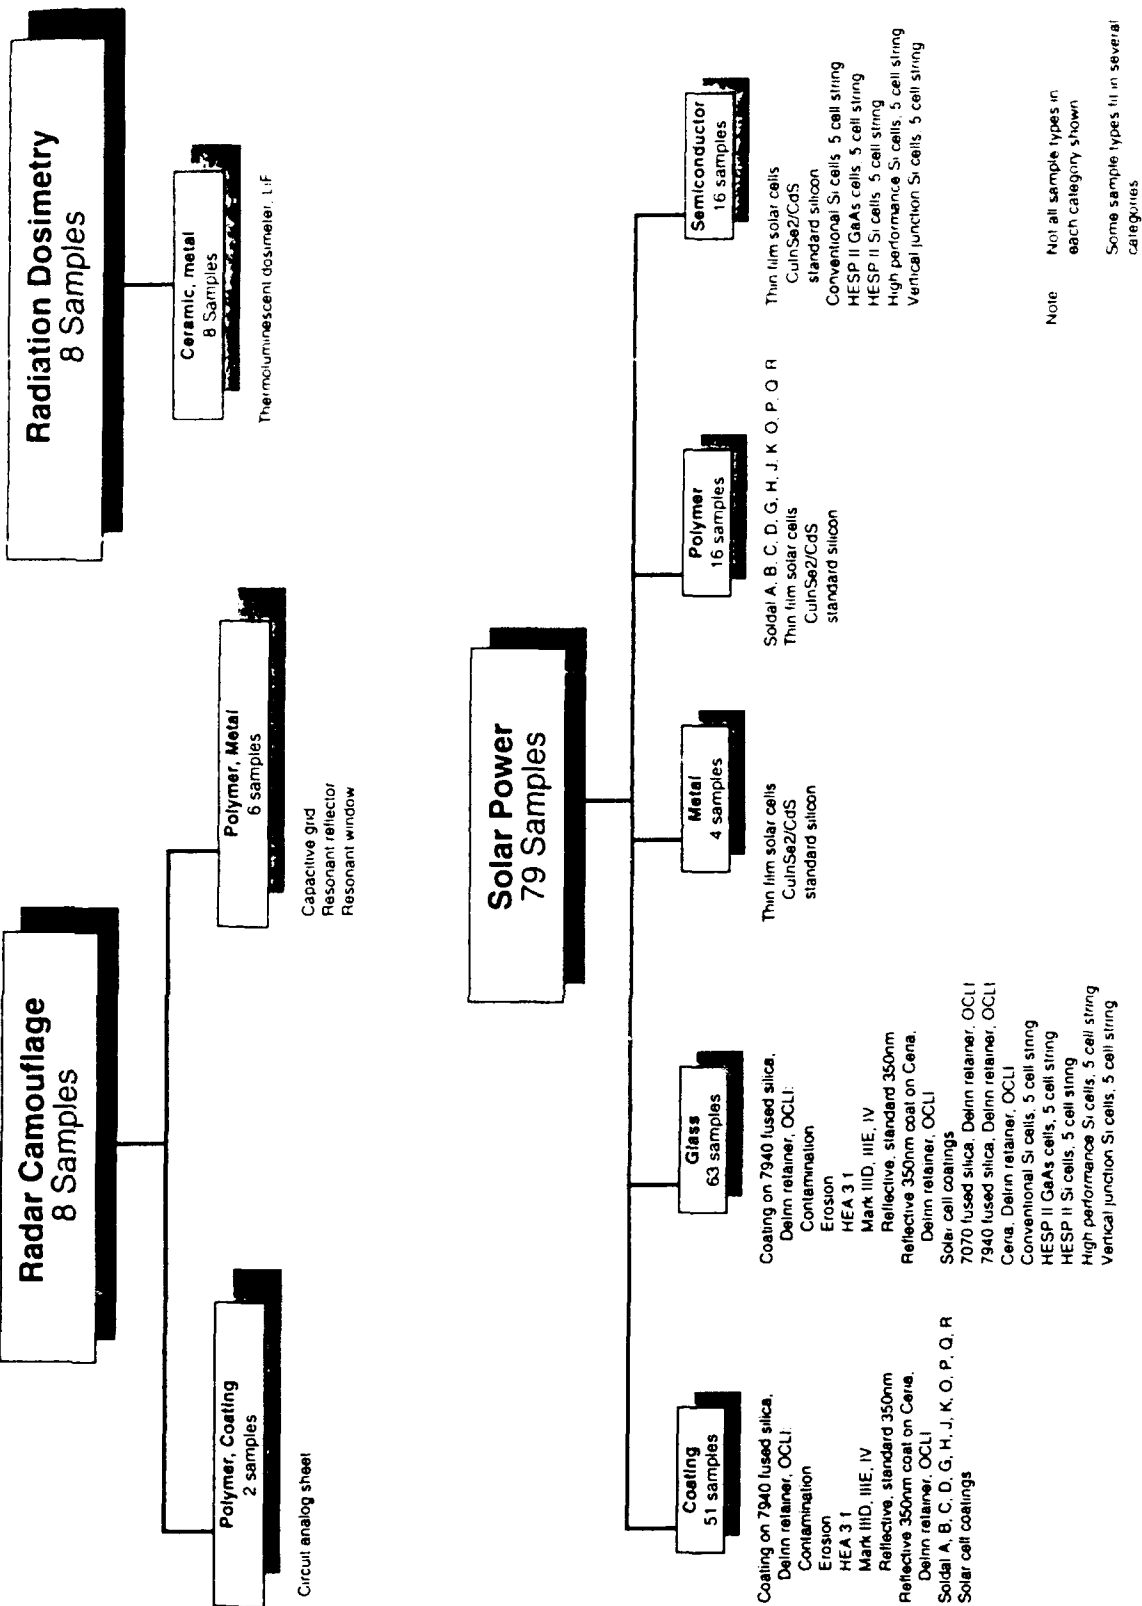 Radar Camouflage
8 Samples
Polymer, Coating
2 samples
Circuit analog sheet
Polymer, Metal
6 samples
Capacitive grid
Resonant reflector
Resonant window
Radiation Dosimetry
8 Samples
Ceramic, metal
8 Samples
Thermoluminescent dosimeter, LiF
Solar Power
79 Samples
Coating
51 samples
Coating on 7940 fused silica,
Delrin retainer, OCLI:
Contamination
Erosion
HEA 3 1
Mark IIID, IIIE, IV
Reflective, standard 350nm
Reflective 350nm coat on Ceria,
Delrin retainer, OCLI
Soldal A, B, C, D, G, H, J, K, O, P, Q, R
Solar cell coatings
Glass
63 samples
Coating on 7940 fused silica,
Delrin retainer, OCLI:
Contamination
Erosion
HEA 3 1
Mark IIID, IIIE, IV
Reflective, standard 350nm
Reflective 350nm coat on Ceria,
Delrin retainer, OCLI
Solar cell coatings
7070 fused silica, Delrin retainer, OCLI
7940 fused silica, Delrin retainer, OCLI
Ceria, Delrin retainer, OCLI
Conventional Si cells, 5 cell string
HESP II GaAs cells, 5 cell string
HESP II Si cells, 5 cell string
High performance Si cells, 5 cell string
Vertical junction Si cells, 5 cell string
Metal
4 samples
Thin film solar cells
CuInSe2/CdS
standard silicon
Polymer
16 samples
Soldal A, B, C, D, G, H, J, K, O, P, Q, R
Thin film solar cells
CuInSe2/CdS
standard silicon
Semiconductor
16 samples
Thin film solar cells
CuInSe2/CdS
standard silicon
Conventional Si cells, 5 cell string
HESP II GaAs cells, 5 cell string
HESP II Si cells, 5 cell string
High performance Si cells, 5 cell string
Vertical junction Si cells, 5 cell string
Note Not all sample types in
each category shown
Some sample types fit in several
categories